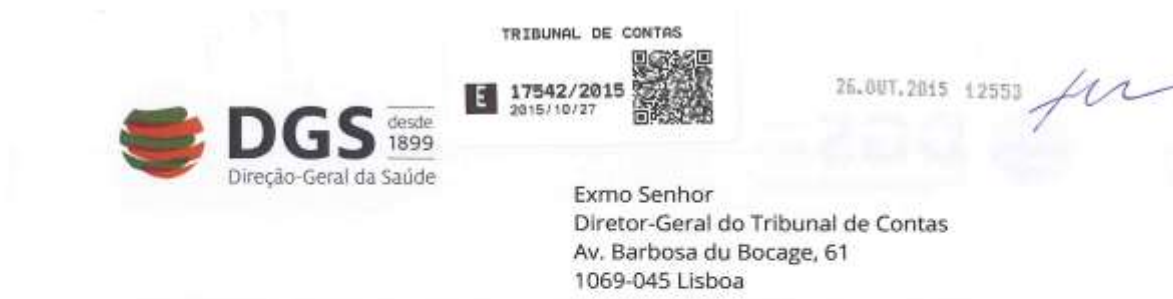 TRIBUNAL DE CONTAS
E 17542/2015
2015/10/27
26.OUT.2015 12553
DGS desde 1899
Direção-Geral da Saúde
Exmo Senhor
Diretor-Geral do Tribunal de Contas
Av. Barbosa du Bocage, 61
1069-045 Lisboa